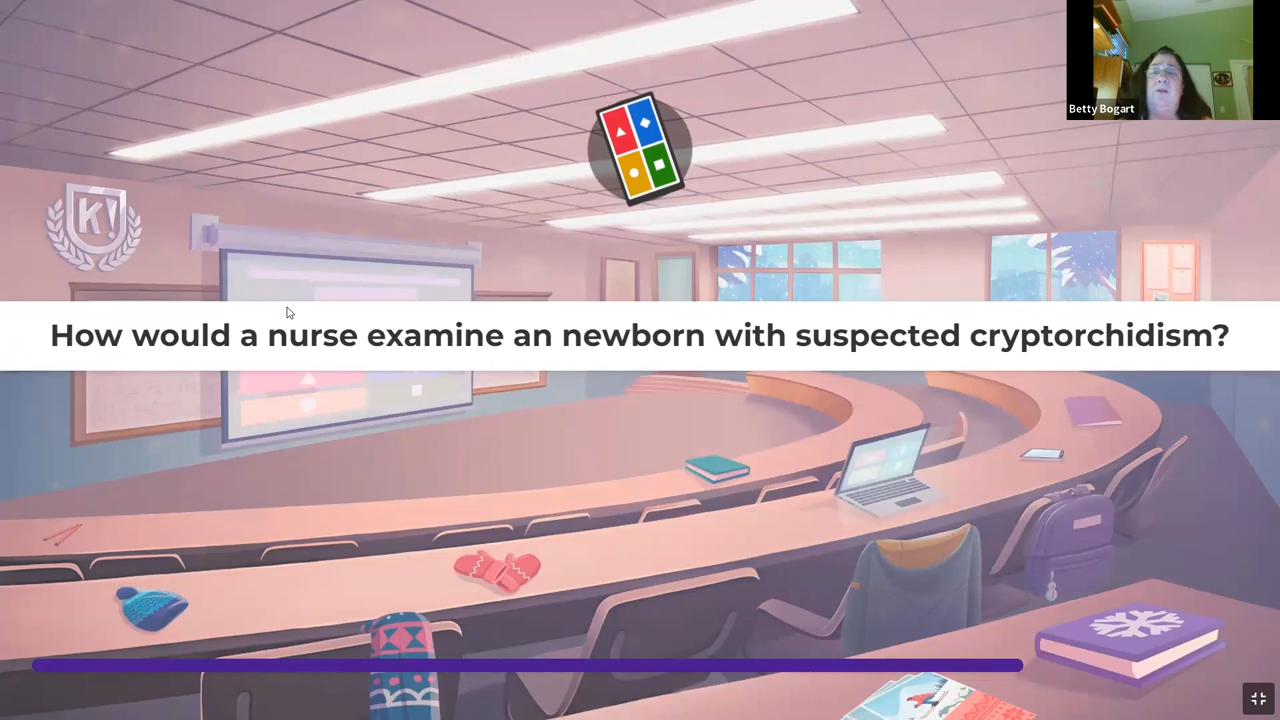 Betty Bogart
K!
How would a nurse examine an newborn with suspected cryptorchidism?